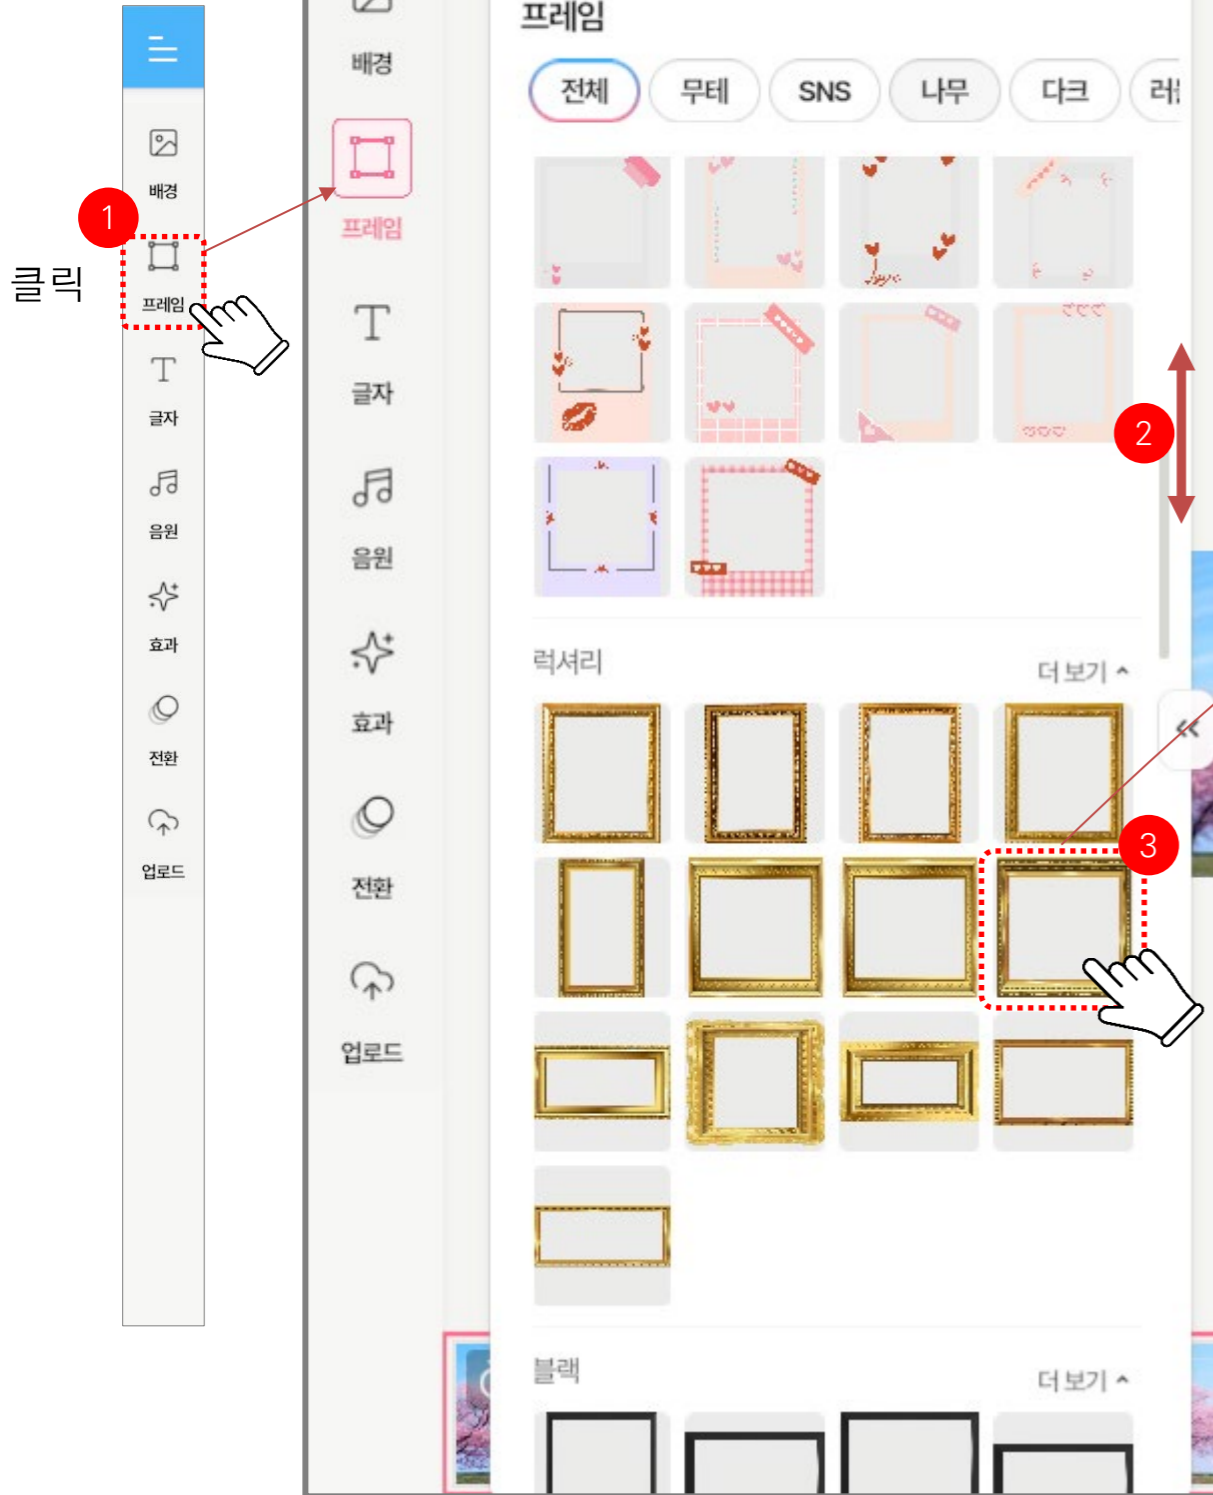 배경
1
클릭
프레임
글자
음원
효과
전환
업로드
배경
프레임
글자
음원
효과
전환
업로드
프레임
전체
무테
SNS
나무
다크
2
럭셔리
더 보기
3
블랙
더 보기